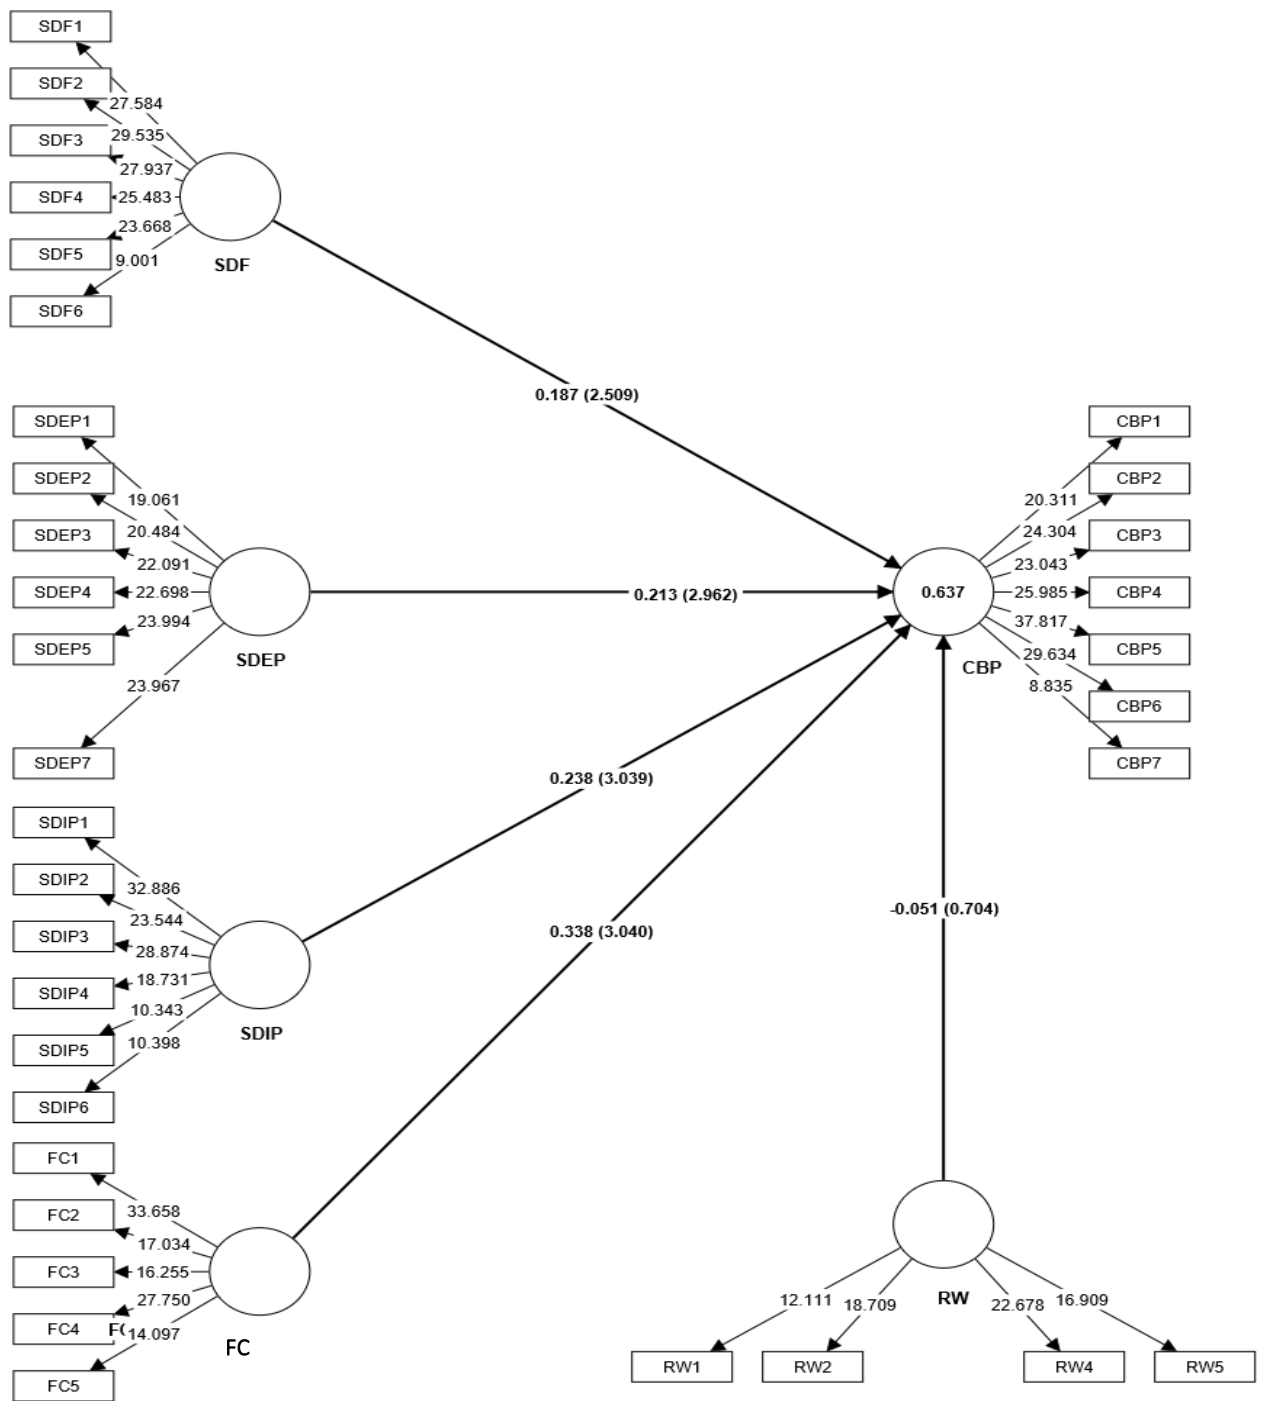 SDF1
27.584
SDF2
29.535
SDF3
27.937
SDF4
25.483
23.668
SDF5
9.001
SDF6
SDF
0.187 (2.509)
SDEP1
19.061
SDEP2
20.484
SDEP3
22.091
SDEP4
22.698
23.994
SDEP5
23.967
SDEP7
SDEP
0.213 (2.962)
CBP1
20.311
CBP2
24.304
CBP3
23.043
0.637
25.985
CBP4
37.817
CBP5
29.634
8.835
CBP6
CBP7
CBP
0.238 (3.039)
SDIP1
32.886
SDIP2
23.544
SDIP3
28.874
18.731
SDIP4
10.343
SDIP5
10.398
SDIP6
SDIP
0.338 (3.040)
-0.051 (0.704)
FC1
33.658
FC2
17.034
FC3
16.255
27.750
FC4
14.097
FC5
FC
RW
12.111
18.709
22.678
16.909
RW1
RW2
RW4
RW5